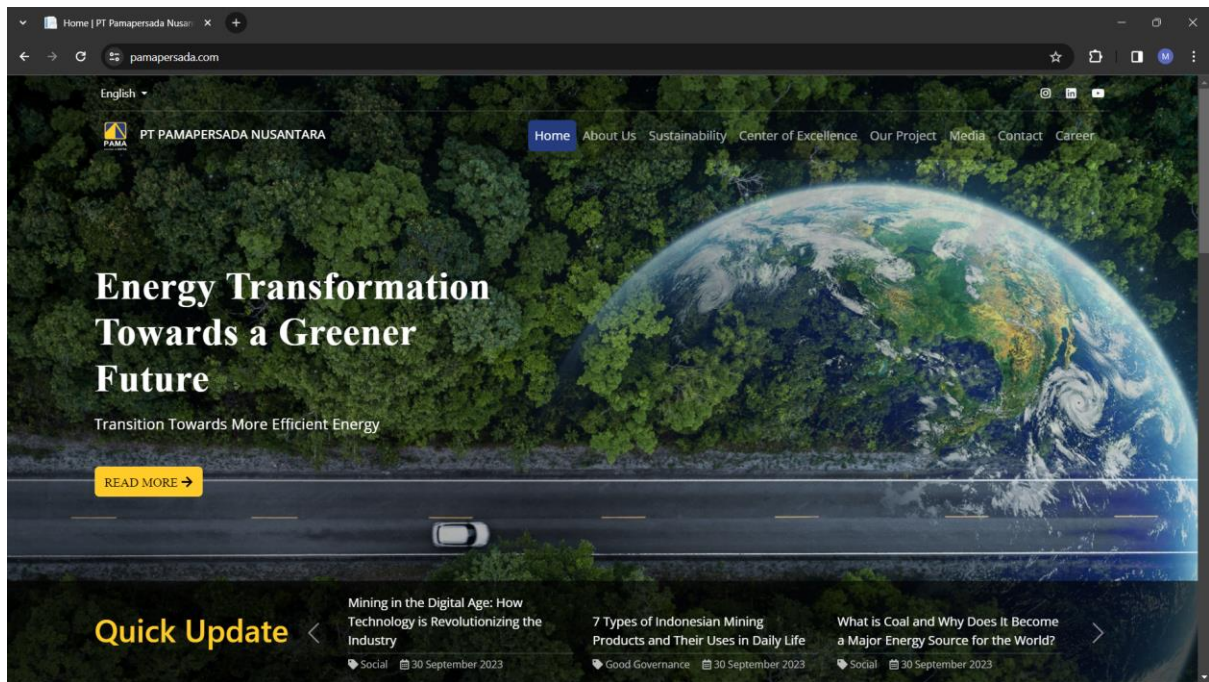 Home | PT Pamapersada Nusan
pamapersada.com
M
English
PAMA
PT PAMAPERSADA NUSANTARA
Home About Us Sustainability Center of Excellence Our Project Media Contact Career
Energy Transformation
Towards a Greener
Future
Transition Towards More Efficient Energy
READ MORE
Quick Update
Mining in the Digital Age: How
Technology is Revolutionizing the
Industry
Social 30 September 2023
7 Types of Indonesian Mining
Products and Their Uses in Daily Life
Good Governance 30 September 2023
What is Coal and Why Does It Become
a Major Energy Source for the World?
Social 30 September 2023